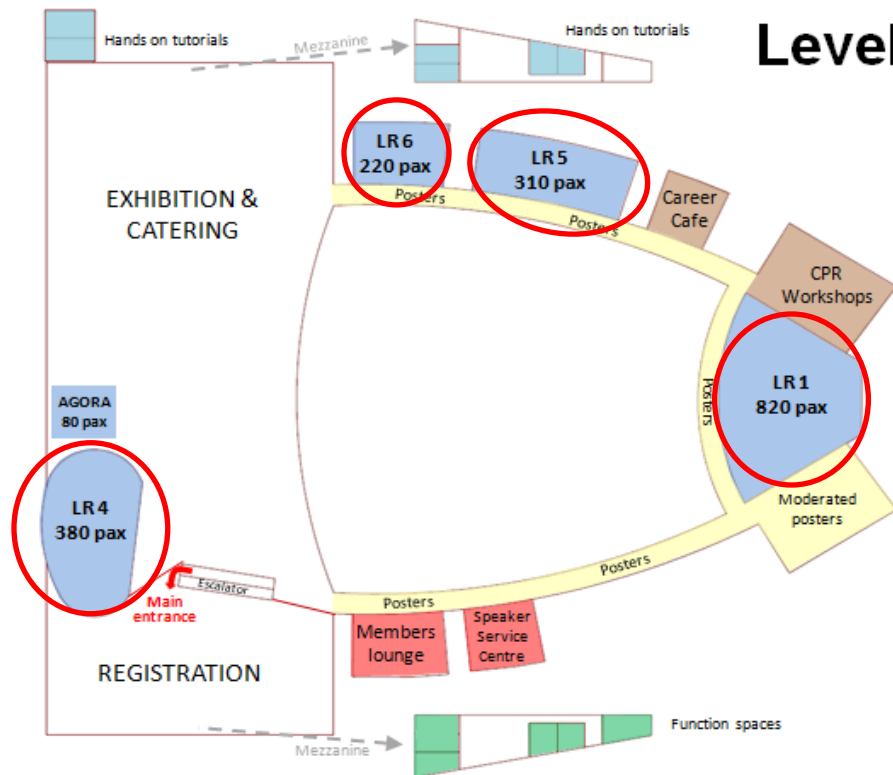 Hands on tutorials
Mezzanine
Hands on tutorials
Level
LR 6
220 pax
LR 5
310 pax
Posters
Posters
Career
Cafe
EXHIBITION &
CATERING
CPR
Workshops
LR 1
820 pax
Posters
AGORA
80 pax
LR 4
380 pax
Moderated
posters
Escalator
Main
entrance
Posters
Posters
Members
lounge
Speaker
Service
Centre
REGISTRATION
Mezzanine
Function spaces